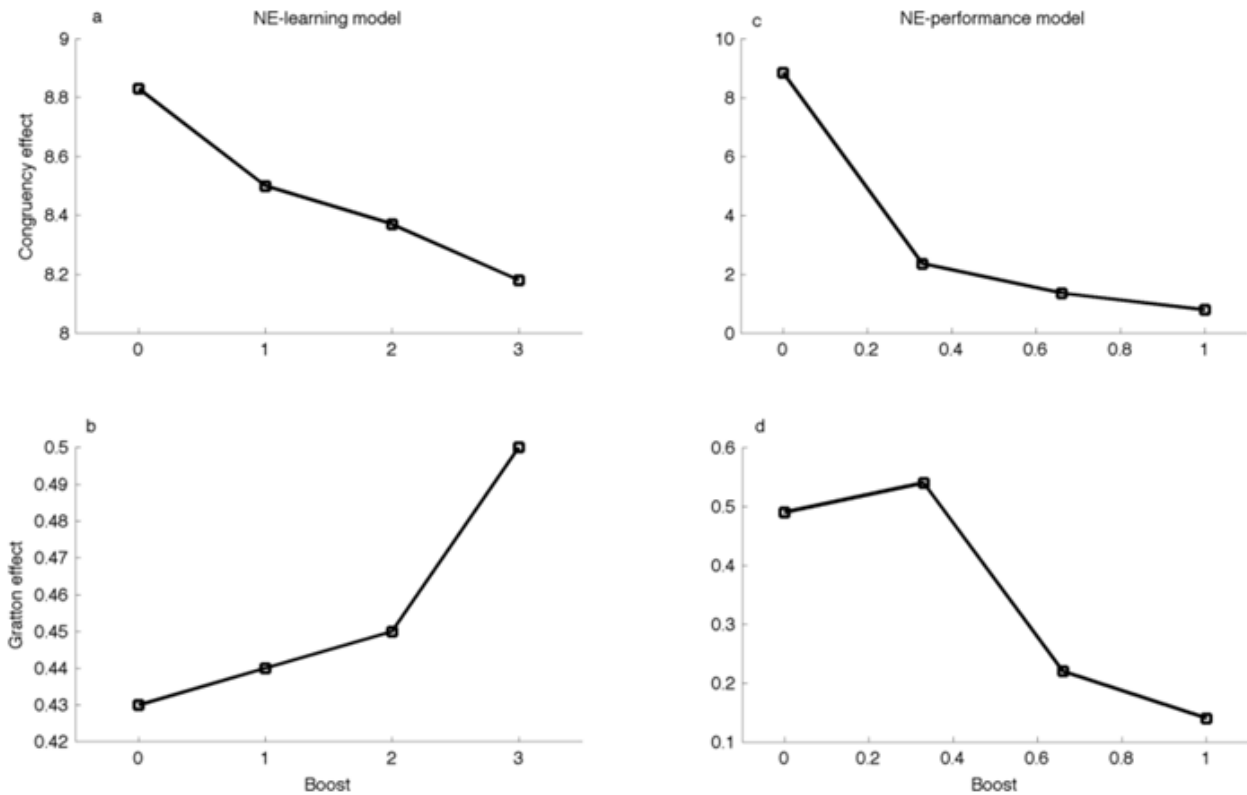 a
NE-learning model
Congruency effect
9
8.8
8.6
8.4
8.2
8
0 1 2 3
c
NE-performance model
10
8
6
4
2
0
0 0.2 0.4 0.6 0.8 1
b
Gratton effect
0.5
0.49
0.48
0.47
0.46
0.45
0.44
0.43
0.42
0 1 2 3
Boost
d
0.6
0.5
0.4
0.3
0.2
0.1
0 0.2 0.4 0.6 0.8 1
Boost